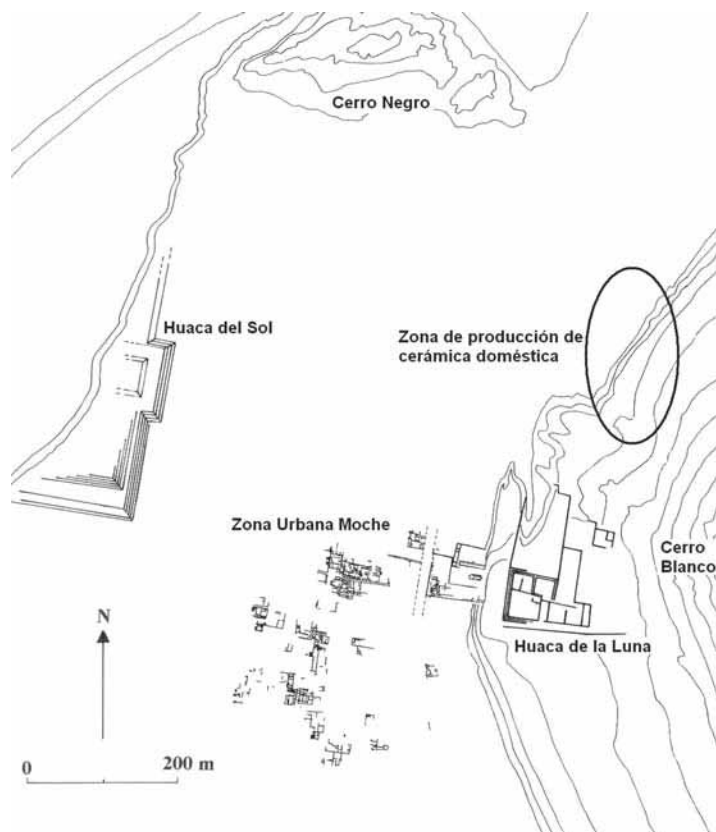 Cerro Negro
Huaca del Sol
Zona de producción de
cerámica doméstica
Zona Urbana Moche
Cerro
Blanco
Huaca de la Luna
N
0
200 m